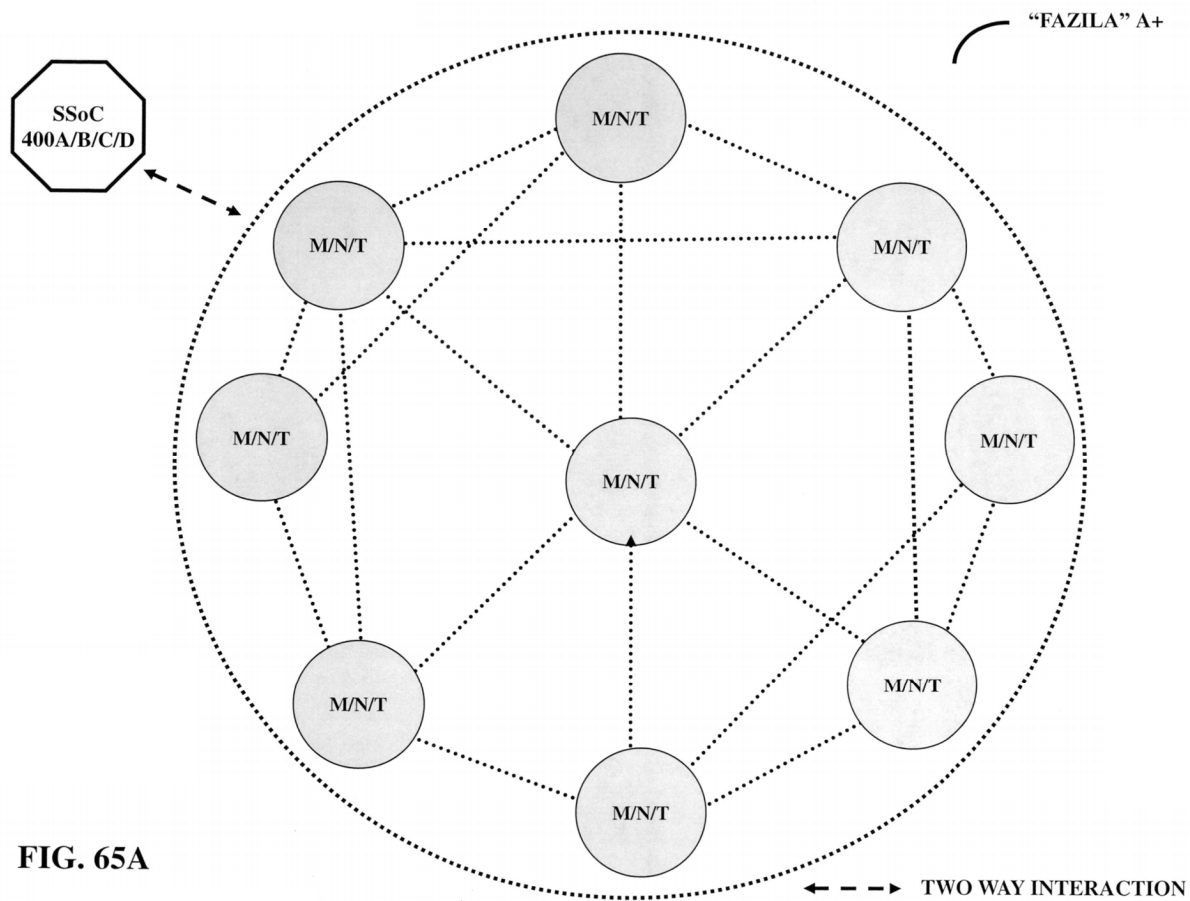 “FAZILA” A+
SSoC
400A/B/C/D
M/N/T
M/N/T
M/N/T
M/N/T
M/N/T
M/N/T
M/N/T
M/N/T
M/N/T
FIG. 65A
TWO WAY INTERACTION